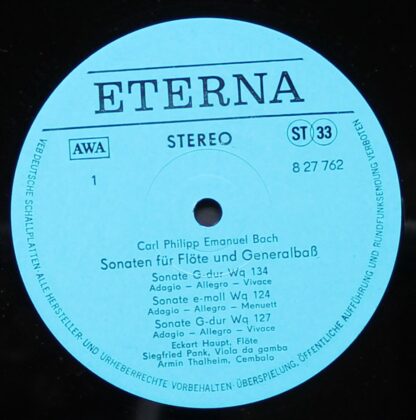 ETERNA
AWA
STEREO
ST 33
1
8 27 762
Carl Philipp Emanuel Bach
Sonaten für Flöte und Generalbaß
Sonate G-dur Wq 134
Adagio – Allegro – Vivace
Sonate e-moll Wq 124
Adagio – Allegro – Menuett
Sonate G-dur Wq 127
Adagio – Allegro – Vivace
Eckart Haupt, Flöte
Siegfried Pank, Viola da gamba
Armin Thalheim, Cembalo
VEB DEUTSCHE SCHALLPLATTEN · ALLE HERSTELLER- UND URHEBERRECHTE VORBEHALTEN · ÜBERSPIELUNG, ÖFFENTLICHE AUFFÜHRUNG UND RUNDFUNKSENDUNG VERBOTEN